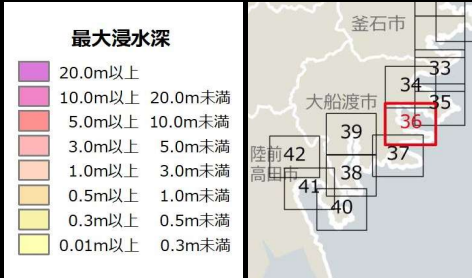 最大浸水深
20.0m以上
10.0m以上 20.0m未満
5.0m以上 10.0m未満
3.0m以上 5.0m未満
1.0m以上 3.0m未満
0.5m以上 1.0m未満
0.3m以上 0.5m未満
0.01m以上 0.3m未満
釜石市
33
34
35
大船渡市
36
39
37
陸前
高田市
42
38
41
40